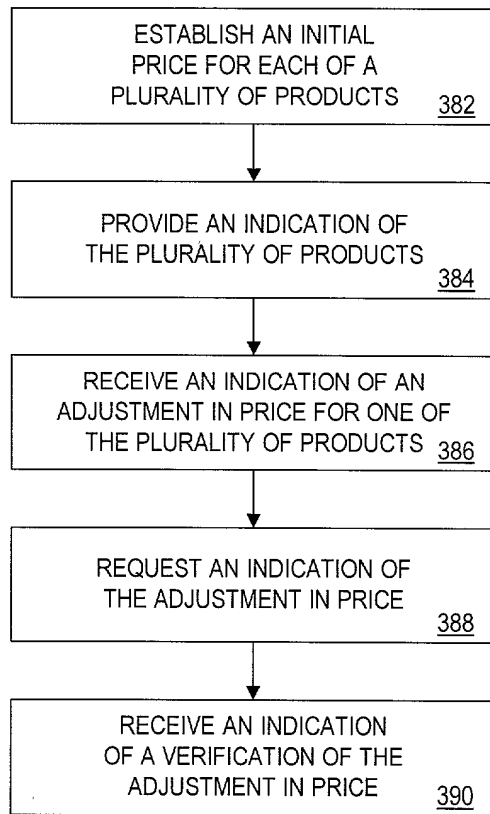 ESTABLISH AN INITIAL
PRICE FOR EACH OF A
PLURALITY OF PRODUCTS
382
PROVIDE AN INDICATION OF
THE PLURALITY OF PRODUCTS
384
RECEIVE AN INDICATION OF AN
ADJUSTMENT IN PRICE FOR ONE OF
THE PLURALITY OF PRODUCTS
386
REQUEST AN INDICATION OF
THE ADJUSTMENT IN PRICE
388
RECEIVE AN INDICATION
OF A VERIFICATION OF THE
ADJUSTMENT IN PRICE
390